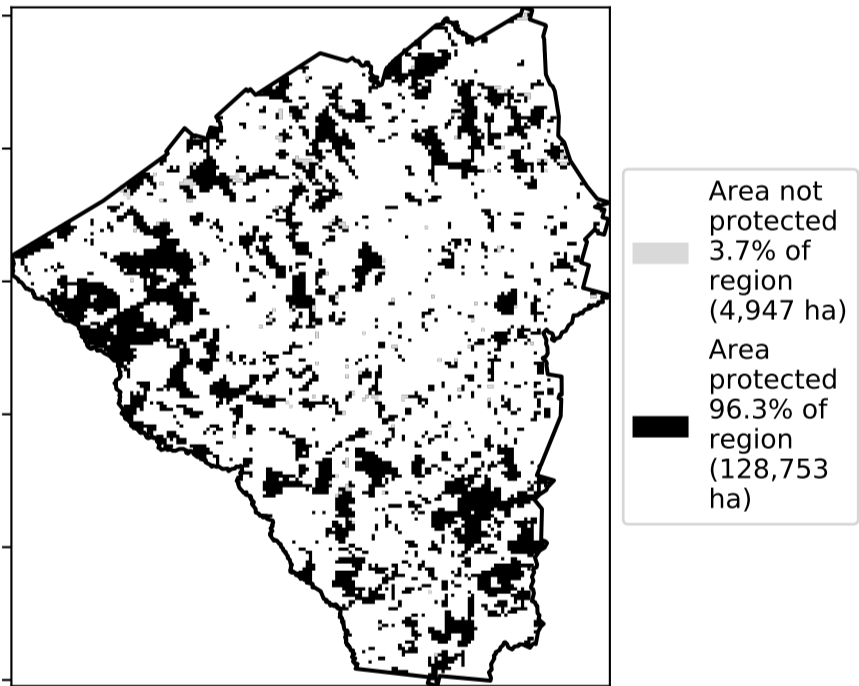 Area not
protected
3.7% of
region
(4,947 ha)
Area
protected
96.3% of
region
(128,753
ha)